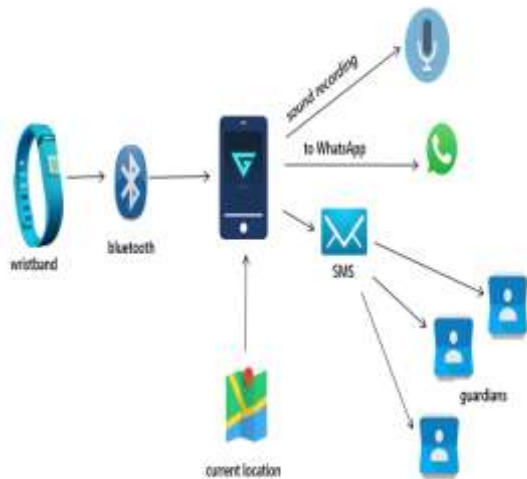 sound recording
to WhatsApp
wristband
bluetooth
SMS
guardians
current location